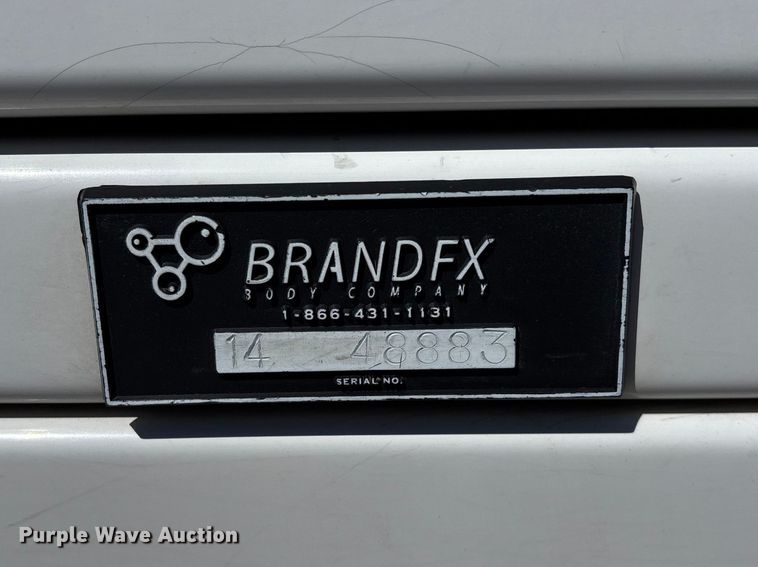 BRANDFX
BODY COMPANY
1-866-431-1131
14 48883
SERIAL NO.
Purple Wave Auction